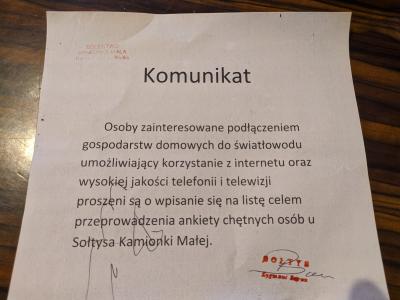 SOŁECTWO
Komunikat
Osoby zainteresowane podłączeniem
gospodarstw domowych do światłowodu
umożliwiający korzystanie z internetu oraz
wysokiej jakości telefonii i telewizji
proszeni są o wpisanie się na listę celem
przeprowadzenia ankiety chętnych osób u
Sołtysa Kamionki Małej.
SOŁTYS